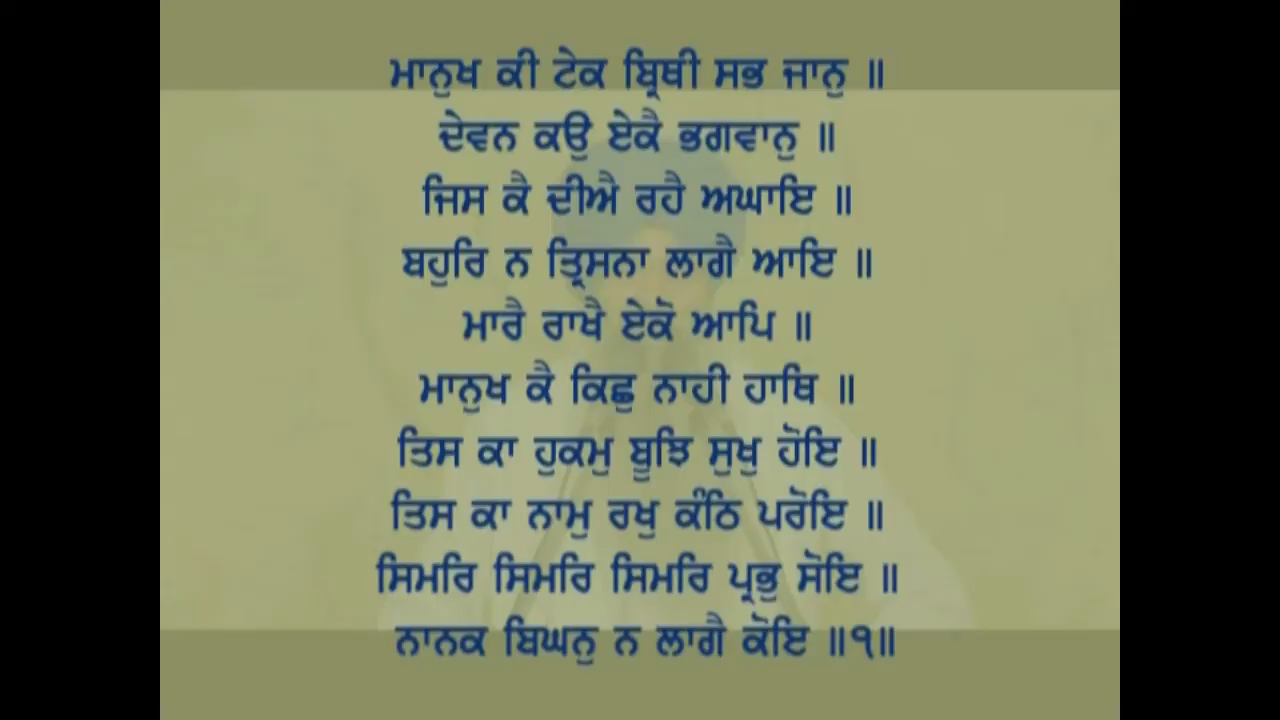 ਮਾਨੁਖ ਕੀ ਟੇਕ ਬ੍ਰਿਥੀ ਸਭ ਜਾਨੁ ॥
ਦੇਵਨ ਕਉ ਏਕੈ ਭਗਵਾਨੁ ॥
ਜਿਸ ਕੈ ਦੀਐ ਰਹੈ ਅਘਾਇ ॥
ਬਹੁਰਿ ਨ ਤ੍ਰਿਸਨਾ ਲਾਗੈ ਆਇ ॥
ਮਾਰੈ ਰਾਖੈ ਏਕੋ ਆਪਿ ॥
ਮਾਨੁਖ ਕੈ ਕਿਛੁ ਨਾਹੀ ਹਾਥਿ ॥
ਤਿਸ ਕਾ ਹੁਕਮੁ ਬੂਝਿ ਸੁਖੁ ਹੋਇ ॥
ਤਿਸ ਕਾ ਨਾਮੁ ਰਖੁ ਕੰਠਿ ਪਰੋਇ ॥
ਸਿਮਰਿ ਸਿਮਰਿ ਸਿਮਰਿ ਪ੍ਰਭੁ ਸੋਇ ॥
ਨਾਨਕ ਬਿਘਨੁ ਨ ਲਾਗੈ ਕੋਇ ॥੧॥